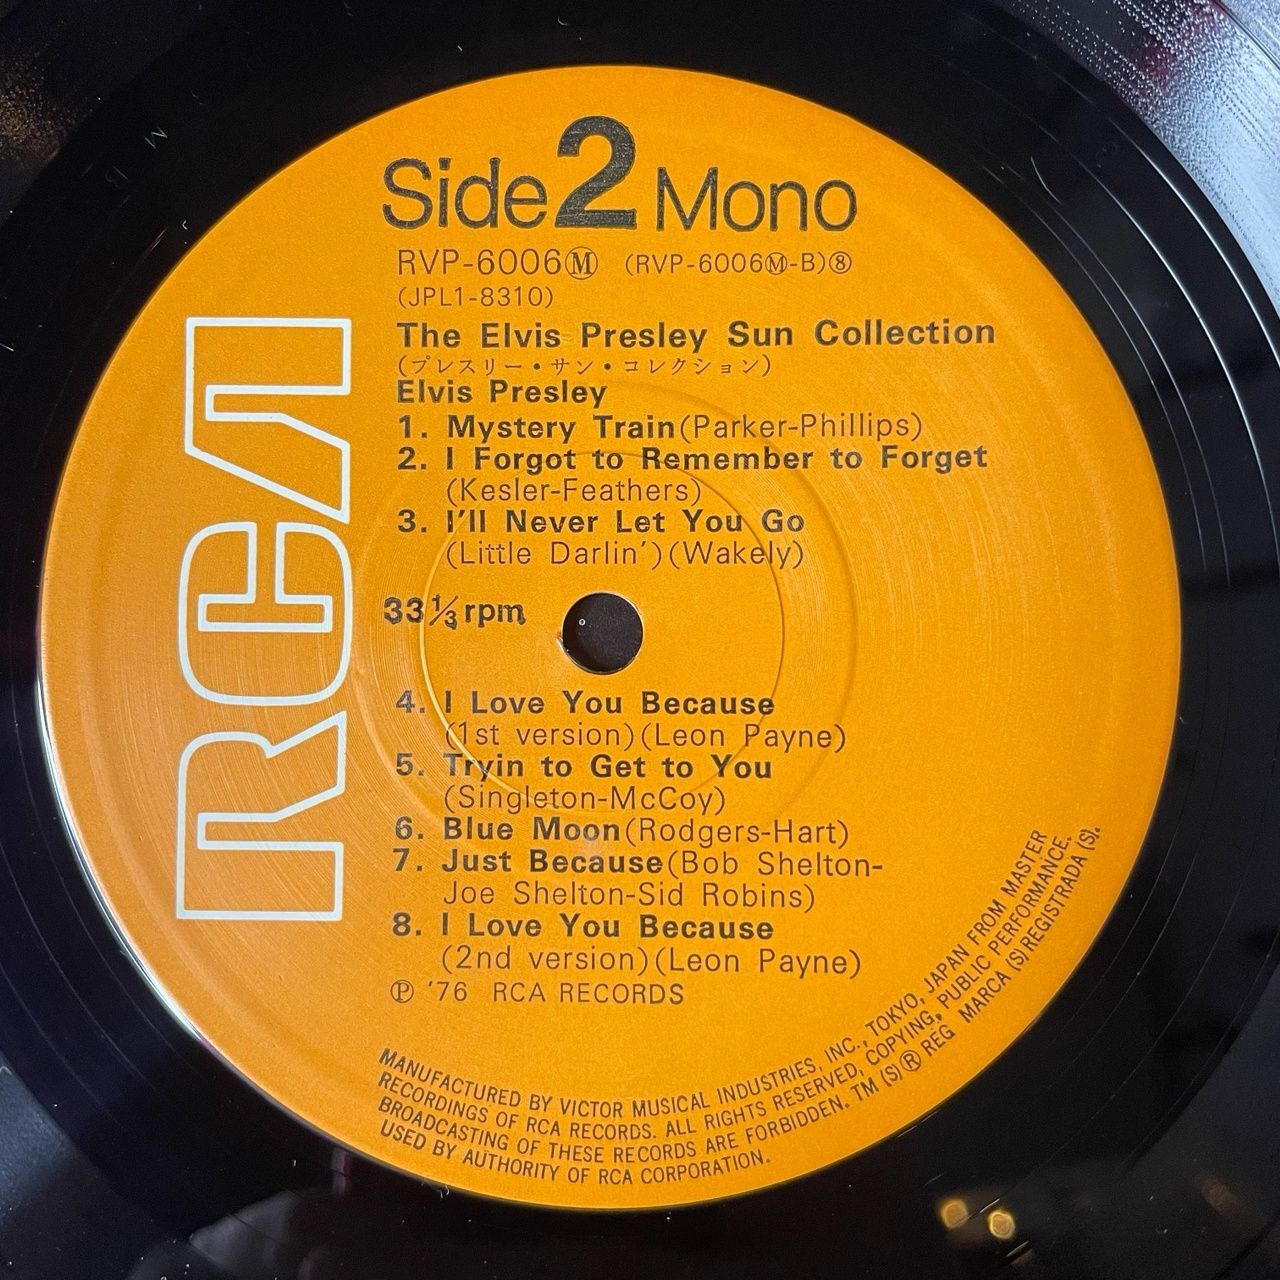 Side 2 Mono
RVP-6006Ⓜ (RVP-6006Ⓜ-B)⑧
(JPL1-8310)
The Elvis Presley Sun Collection
(プレスリー・サン・コレクション)
Elvis Presley
1. Mystery Train(Parker-Phillips)
2. I Forgot to Remember to Forget
(Kesler-Feathers)
3. I'll Never Let You Go
(Little Darlin')(Wakely)
33⅓rpm
4. I Love You Because
(1st version)(Leon Payne)
5. Tryin to Get to You
(Singleton-McCoy)
6. Blue Moon(Rodgers-Hart)
7. Just Because(Bob Shelton-
Joe Shelton-Sid Robins)
8. I Love You Because
(2nd version)(Leon Payne)
Ⓟ '76 RCA RECORDS
RCA
MANUFACTURED BY VICTOR MUSICAL INDUSTRIES, INC., TOKYO, JAPAN FROM MASTER
RECORDINGS OF RCA RECORDS. ALL RIGHTS RESERVED, COPYING, PUBLIC PERFORMANCE,
BROADCASTING OF THESE RECORDS ARE FORBIDDEN. TM (S) ® REG MARCA (S) REGISTRADA (S).
USED BY AUTHORITY OF RCA CORPORATION.